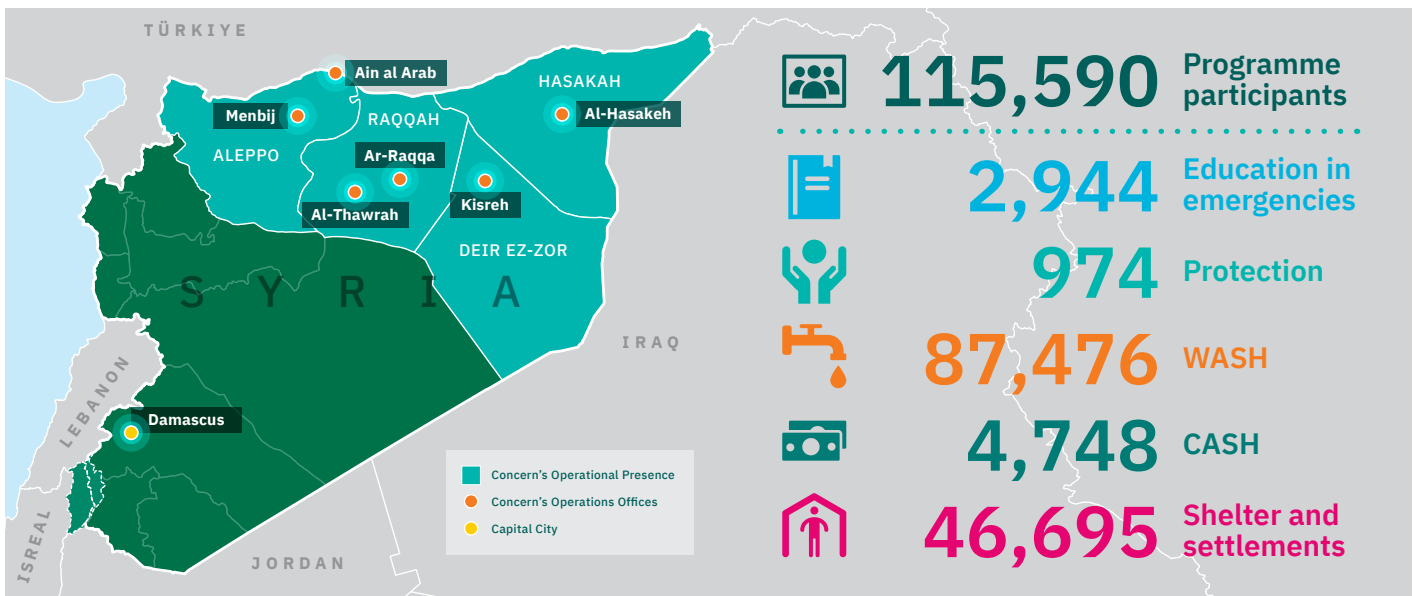 TÜRKIYE
Ain al Arab
HASAKAH
Menbij
Al-Hasakeh
RAQQAH
ALEPPO
Ar-Raqqa
Al-Thawrah
Kisreh
DEIR EZ-ZOR
SYRIA
IRAQ
LEBANON
Damascus
ISREAL
JORDAN
Concern's Operational Presence
Concern's Operations Offices
Capital City
115,590 Programme
participants
2,944 Education in
emergencies
974 Protection
87,476 WASH
4,748 CASH
46,695 Shelter and
settlements